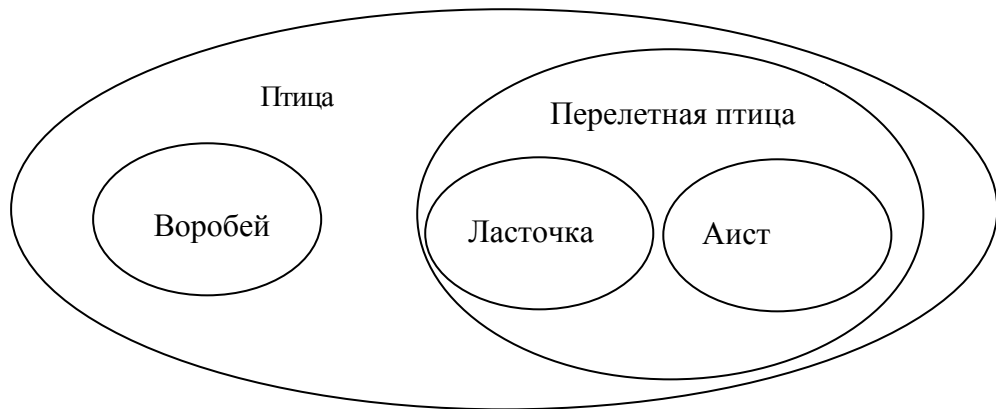 Птица
Перелетная птица
Воробей
Ласточка
Аист